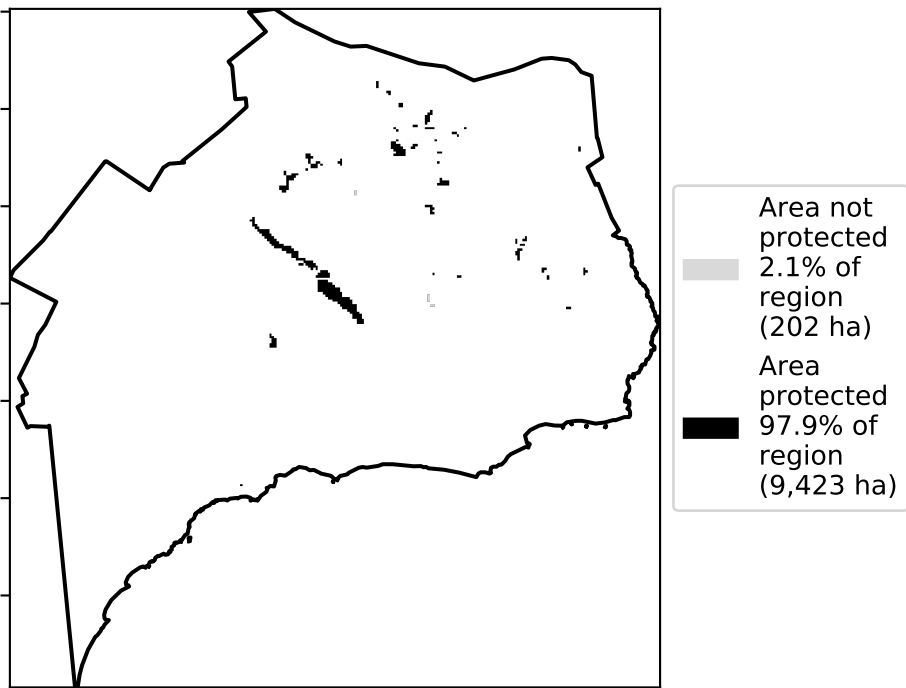 Area not
protected
2.1% of
region
(202 ha)
Area
protected
97.9% of
region
(9,423 ha)